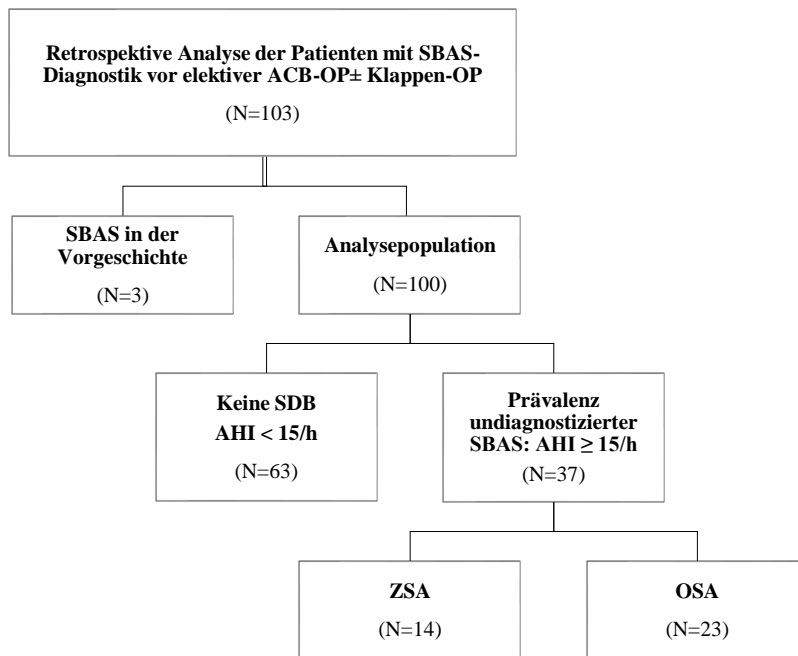 Retrospektive Analyse der Patienten mit SBAS-
Diagnostik vor elektiver ACB-OP± Klappen-OP
(N=103)
SBAS in der
Vorgeschichte
(N=3)
Analysepopulation
(N=100)
Keine SDB
AHI < 15/h
(N=63)
Prävalenz
undiagnostizierter
SBAS: AHI ≥ 15/h
(N=37)
ZSA
(N=14)
OSA
(N=23)